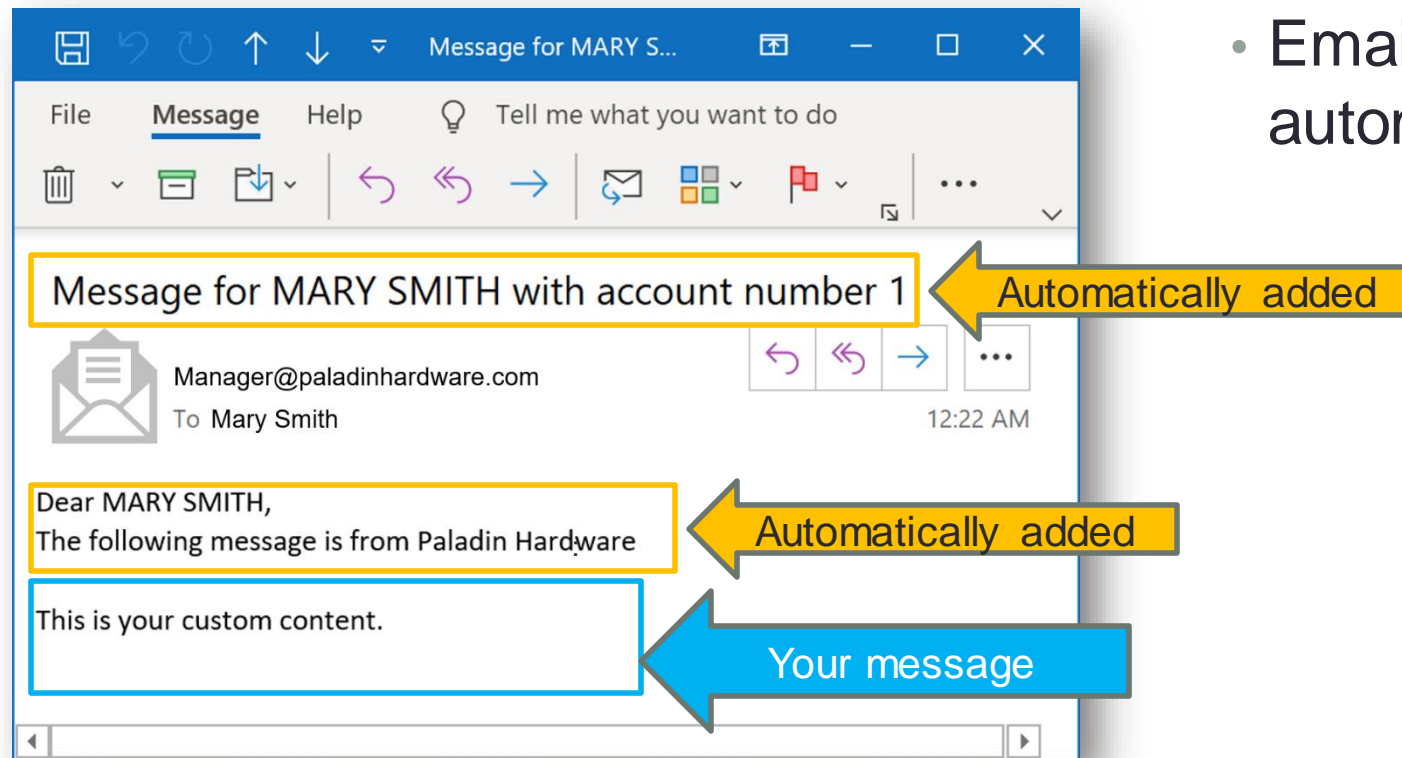 Message for MARY S...
• Emai
autor
File Message Help Tell me what you want to do
Message for MARY SMITH with account number 1
Automatically added
Manager@paladinhardware.com
To Mary Smith
12:22 AM
Dear MARY SMITH,
The following message is from Paladin Hardware
Automatically added
This is your custom content.
Your message